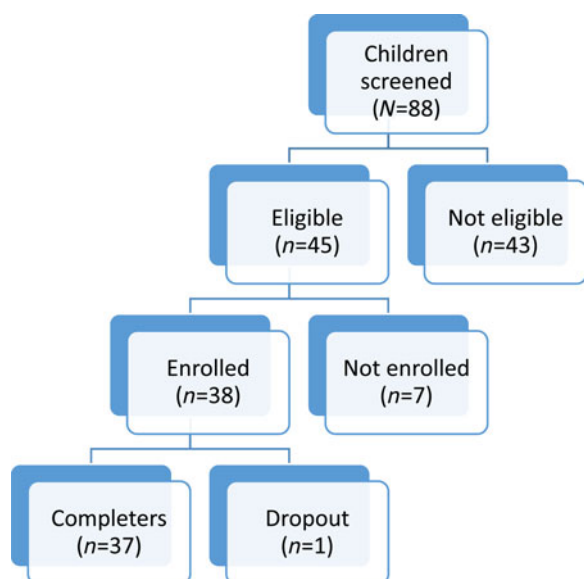 Children
screened
(N=88)
Eligible
(n=45)
Not eligible
(n=43)
Enrolled
(n=38)
Not enrolled
(n=7)
Completers
(n=37)
Dropout
(n=1)